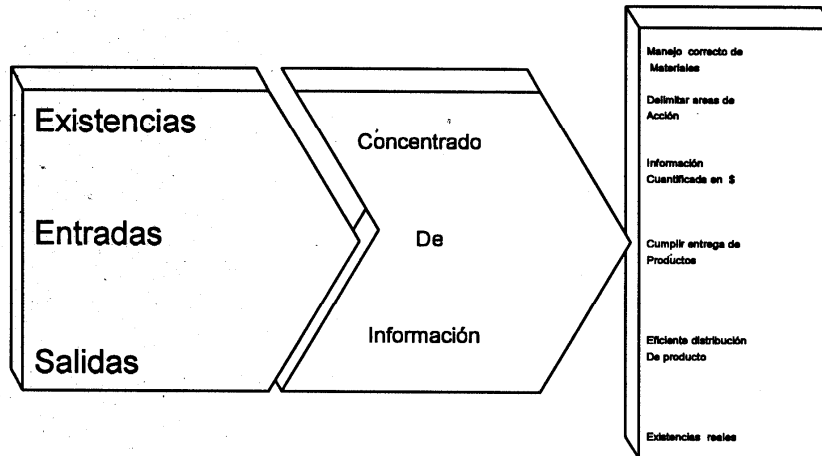 Existencias
Entradas
Salidas
Concentrado
De
Información
Manejo correcto de
Materiales
Delimitar areas de
Acción
Información
Cuantificada en $
Cumplir entrega de
Productos
Eficiente distribución
De producto
Existencias reales